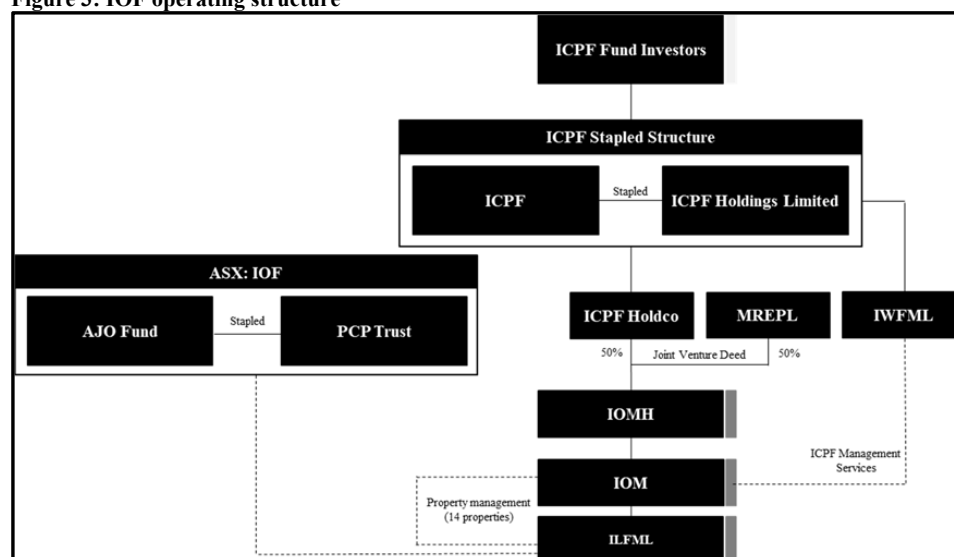 Figure 3: IOF operating structure
ICPF Fund Investors
ICPF Stapled Structure
ICPF
Stapled
ICPF Holdings Limited
ASX: IOF
AJO Fund
Stapled
PCP Trust
ICPF Holdco
MREPL
IWFML
50%
Joint Venture Deed
50%
IOMH
ICPF Management
Services
IOM
Property management
(14 properties)
ILFML